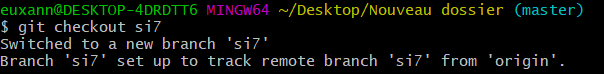 euxann@DESKTOP-4DRDTT6 MINGW64 ~/Desktop/Nouveau dossier (master)
$ git checkout si7
Switched to a new branch 'si7'
Branch 'si7' set up to track remote branch 'si7' from 'origin'.